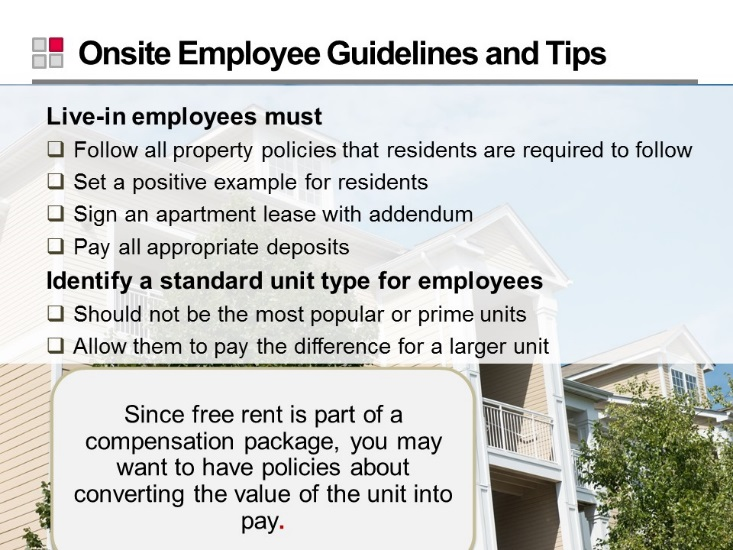 Onsite Employee Guidelines and Tips
Live-in employees must
❑ Follow all property policies that residents are required to follow
❑ Set a positive example for residents
❑ Sign an apartment lease with addendum
❑ Pay all appropriate deposits
Identify a standard unit type for employees
❑ Should not be the most popular or prime units
❑ Allow them to pay the difference for a larger unit
Since free rent is part of a
compensation package, you may
want to have policies about
converting the value of the unit into
pay.